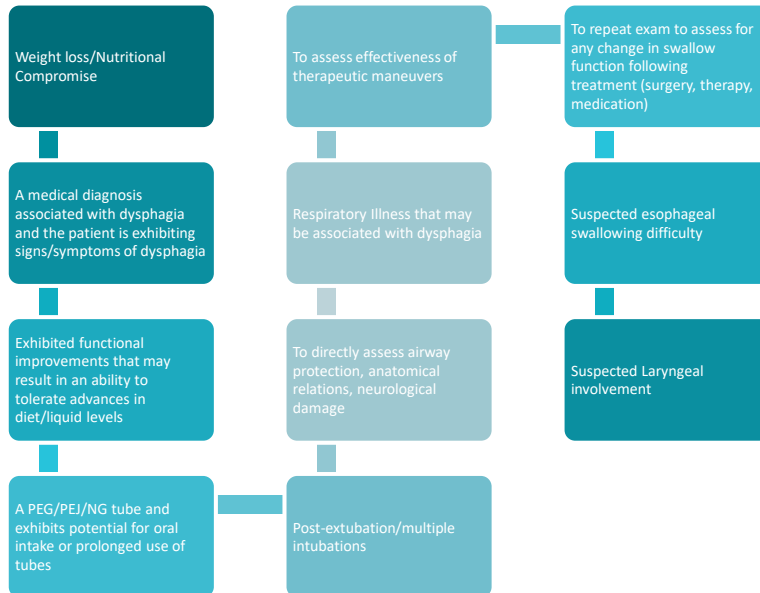 Weight loss/Nutritional
Compromise
A medical diagnosis
associated with dysphagia
and the patient is exhibiting
signs/symptoms of dysphagia
Exhibited functional
improvements that may
result in an ability to
tolerate advances in
diet/liquid levels
A PEG/PEJ/NG tube and
exhibits potential for oral
intake or prolonged use of
tubes
Post-extubation/multiple
intubations
To directly assess airway
protection, anatomical
relations, neurological
damage
Respiratory Illness that may
be associated with dysphagia
To assess effectiveness of
therapeutic maneuvers
To repeat exam to assess for
any change in swallow
function following
treatment (surgery, therapy,
medication)
Suspected esophageal
swallowing difficulty
Suspected Laryngeal
involvement